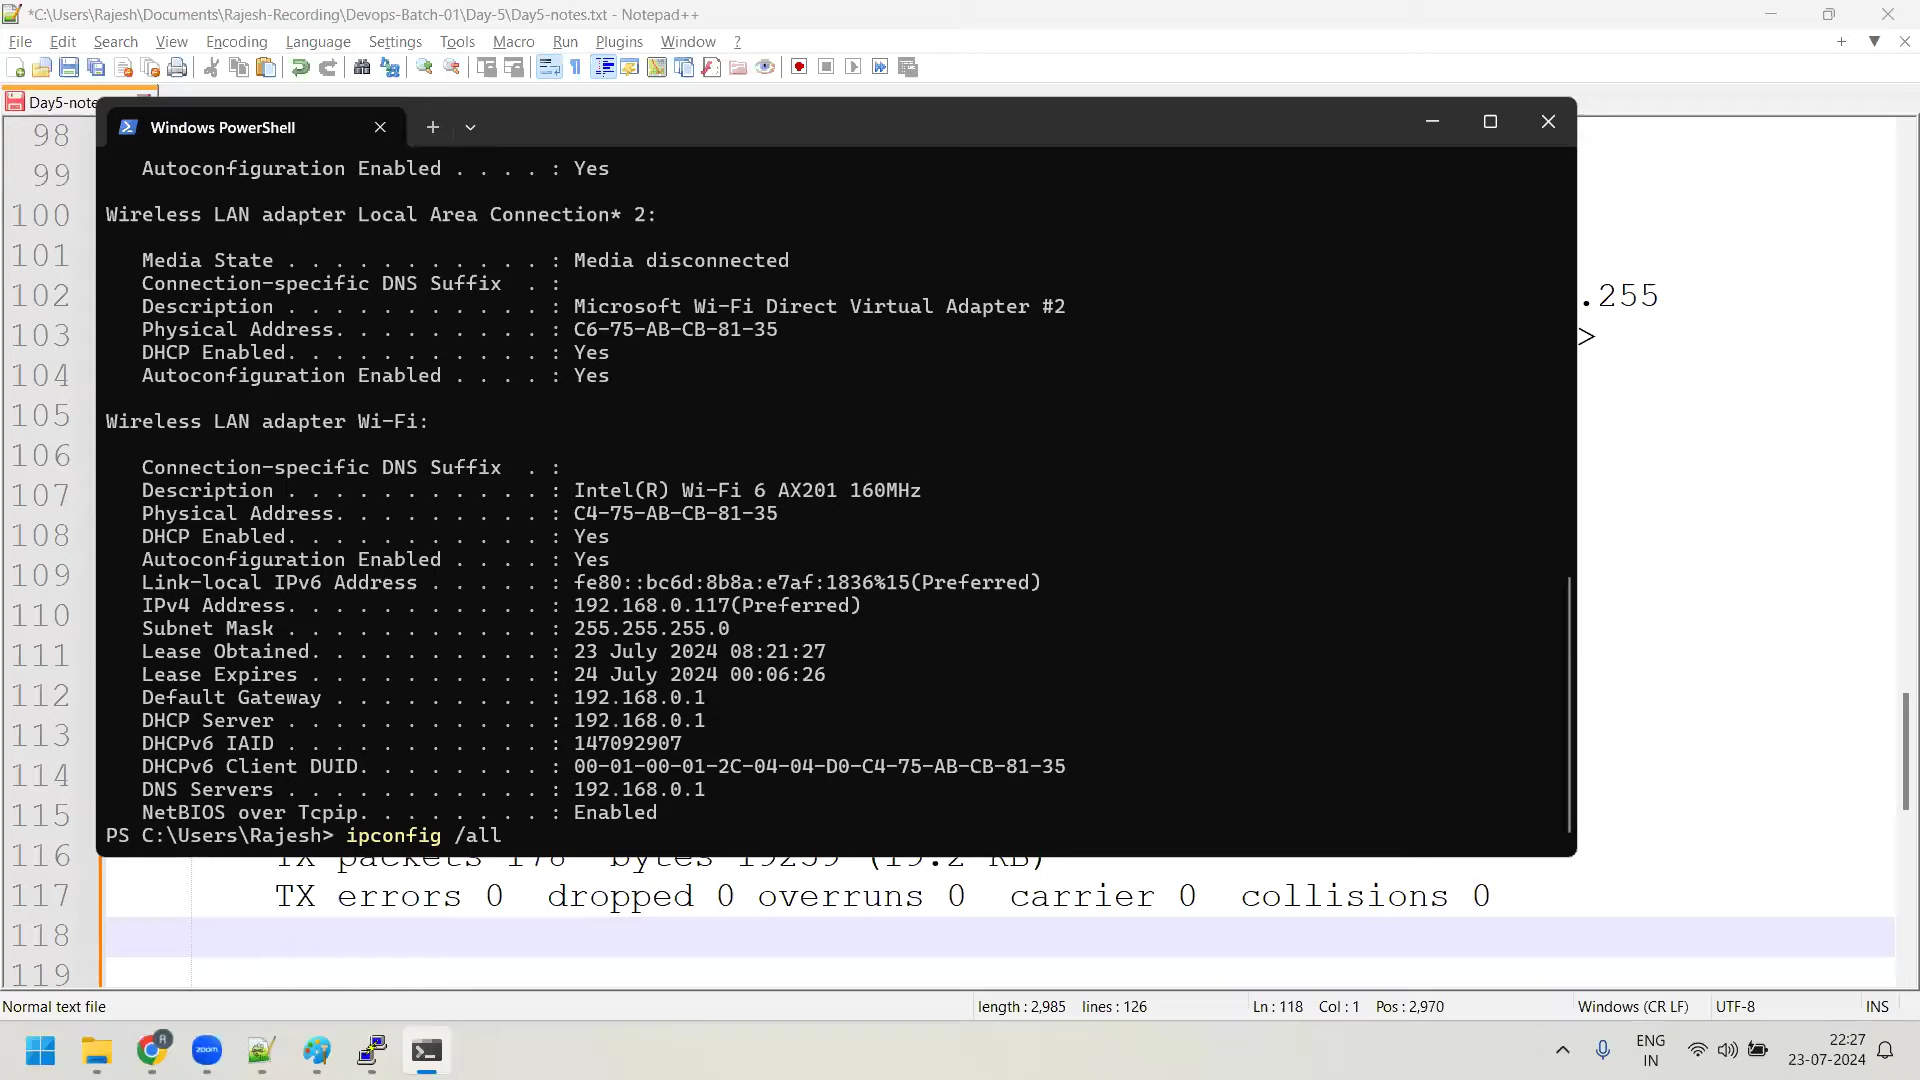 *C:\Users\Rajesh\Documents\Rajesh-Recording\Devops-Batch-01\Day-5\Day5-notes.txt - Notepad++
File Edit Search View Encoding Language Settings Tools Macro Run Plugins Window ?
Day5-note
Windows PowerShell
98
99
100
101
102 .255
103 >
104
105
106
107
108
109
110
111
112
113
114
115
Autoconfiguration Enabled . . . . : Yes
Wireless LAN adapter Local Area Connection* 2:
Media State . . . . . . . . . . . : Media disconnected
Connection-specific DNS Suffix . :
Description . . . . . . . . . . . : Microsoft Wi-Fi Direct Virtual Adapter #2
Physical Address. . . . . . . . . : C6-75-AB-CB-81-35
DHCP Enabled. . . . . . . . . . . : Yes
Autoconfiguration Enabled . . . . : Yes
Wireless LAN adapter Wi-Fi:
Connection-specific DNS Suffix . :
Description . . . . . . . . . . . : Intel(R) Wi-Fi 6 AX201 160MHz
Physical Address. . . . . . . . . : C4-75-AB-CB-81-35
DHCP Enabled. . . . . . . . . . . : Yes
Autoconfiguration Enabled . . . . : Yes
Link-local IPv6 Address . . . . . : fe80::bc6d:8b8a:e7af:1836%15(Preferred)
IPv4 Address. . . . . . . . . . . : 192.168.0.117(Preferred)
Subnet Mask . . . . . . . . . . . : 255.255.255.0
Lease Obtained. . . . . . . . . . : 23 July 2024 08:21:27
Lease Expires . . . . . . . . . . : 24 July 2024 00:06:26
Default Gateway . . . . . . . . . : 192.168.0.1
DHCP Server . . . . . . . . . . . : 192.168.0.1
DHCPv6 IAID . . . . . . . . . . . : 147092907
DHCPv6 Client DUID. . . . . . . . : 00-01-00-01-2C-04-04-D0-C4-75-AB-CB-81-35
DNS Servers . . . . . . . . . . . : 192.168.0.1
NetBIOS over Tcpip. . . . . . . . : Enabled
PS C:\Users\Rajesh> ipconfig /all
116 TX packets 178 bytes 19259 (19.2 KB)
117 TX errors 0 dropped 0 overruns 0 carrier 0 collisions 0
118
119
Normal text file length : 2,985 lines : 126 Ln : 118 Col : 1 Pos : 2,970 Windows (CR LF) UTF-8 INS
zoom
R
ENG
IN
22:27
23-07-2024